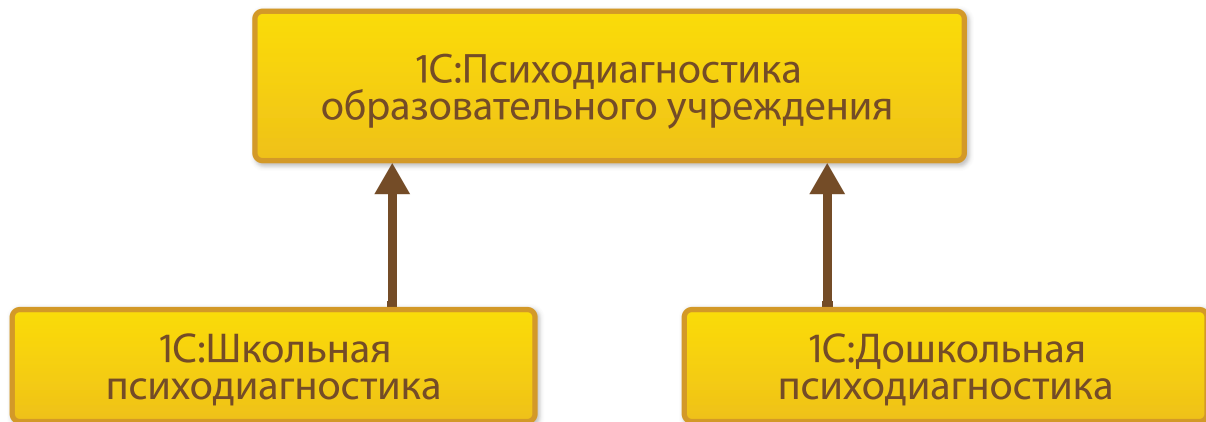 1С:Психодиагностика
образовательного учреждения
1С:Школьная
психодиагностика
1С:Дошкольная
психодиагностика